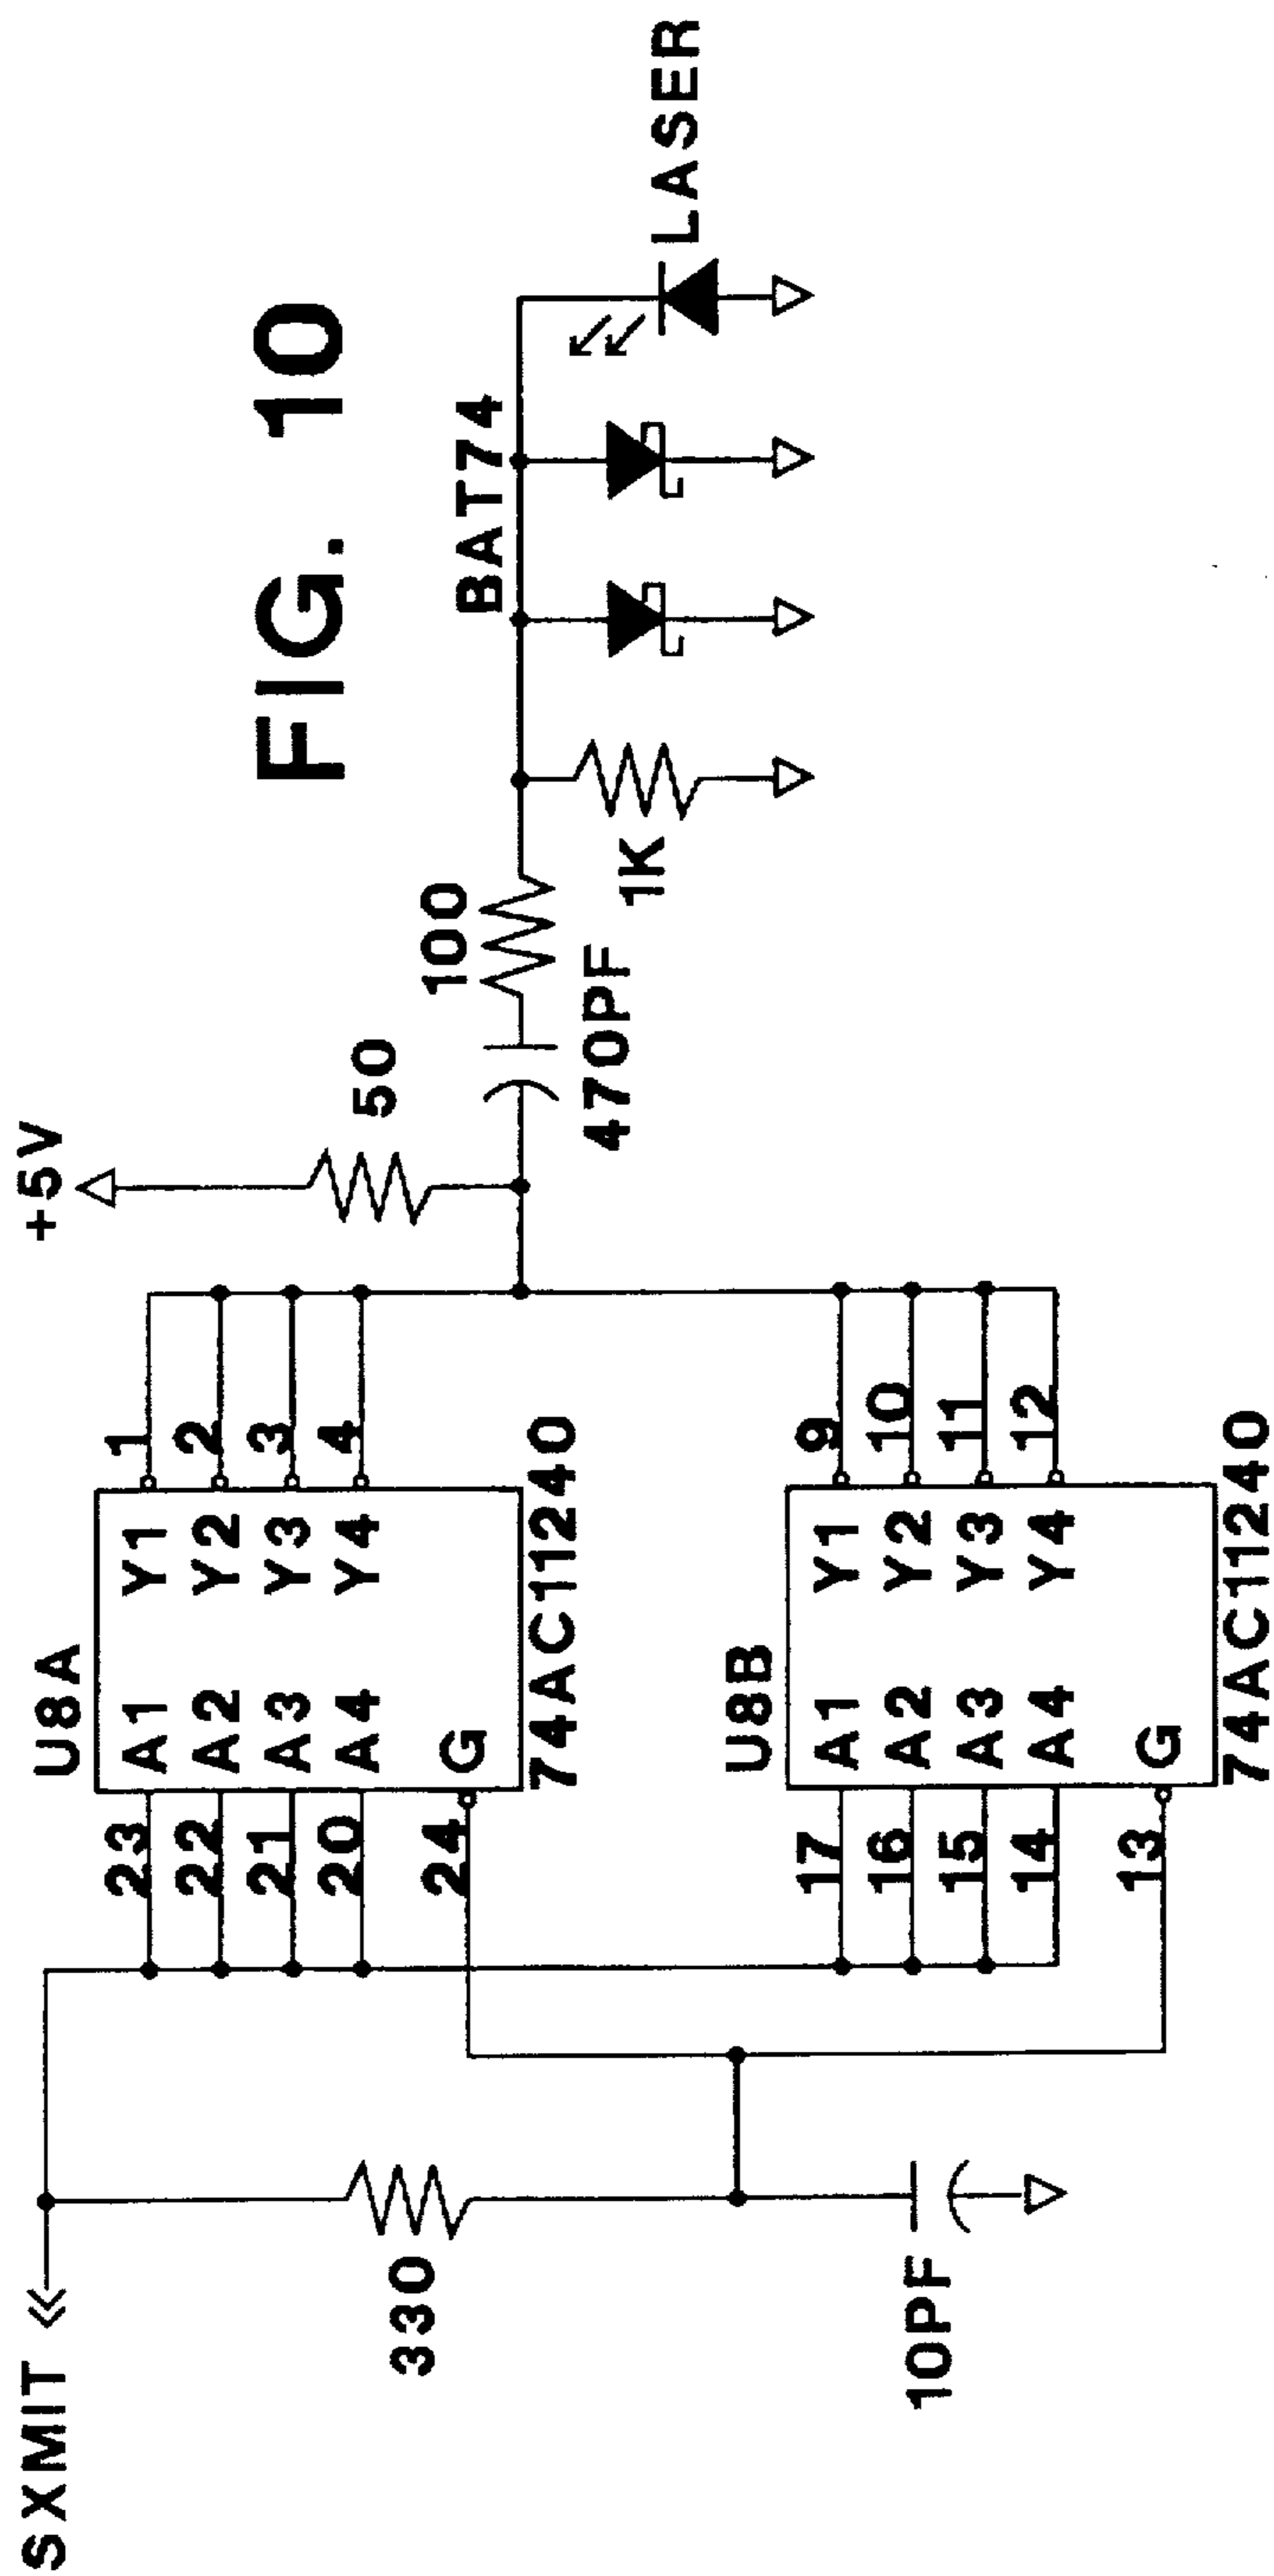 FIG. 10
SXMIT
330
10PF
U8A
23 A1 Y1 1
22 A2 Y2 2
21 A3 Y3 3
20 A4 Y4 4
24 G
74AC11240
U8B
17 A1 Y1 9
16 A2 Y2 10
15 A3 Y3 11
14 A4 Y4 12
13 G
74AC11240
+5V
50
470PF
100
1K
BAT74
LASER